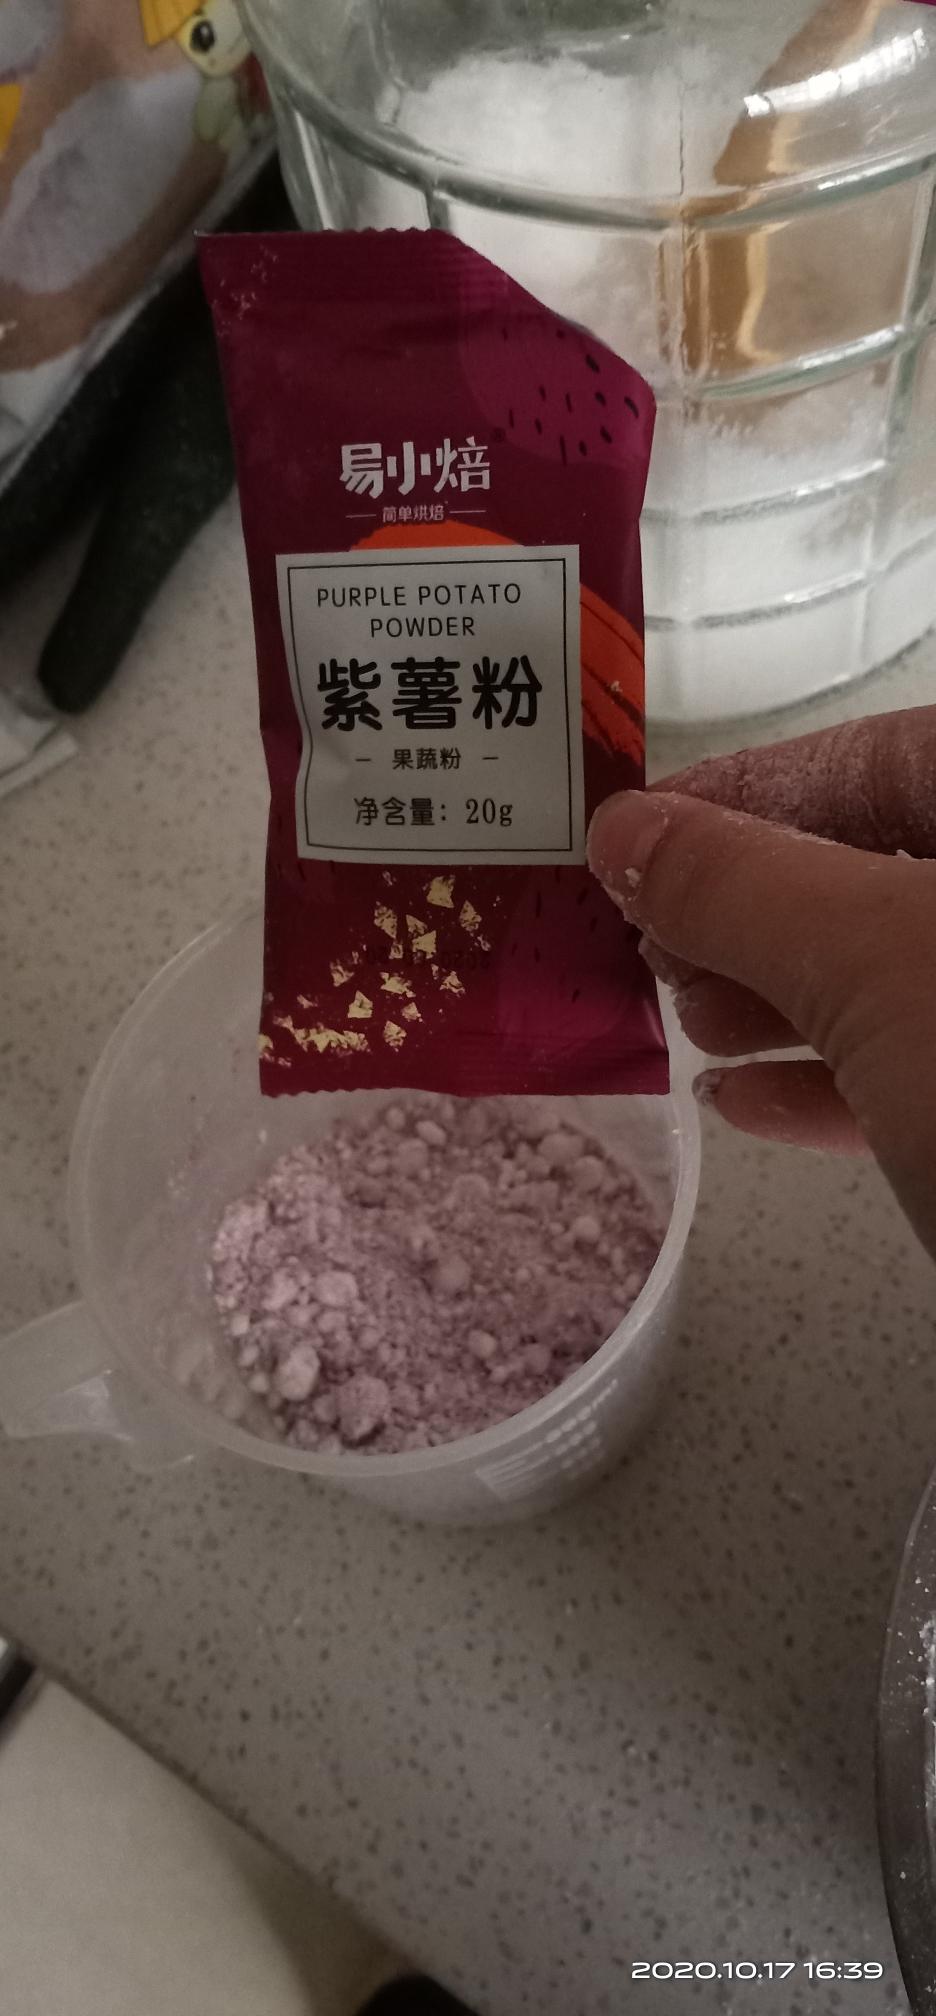 易小焙®
简单烘焙
PURPLE POTATO
POWDER
紫薯粉
- 果蔬粉 -
净含量：20g
2020.10.17 16:39